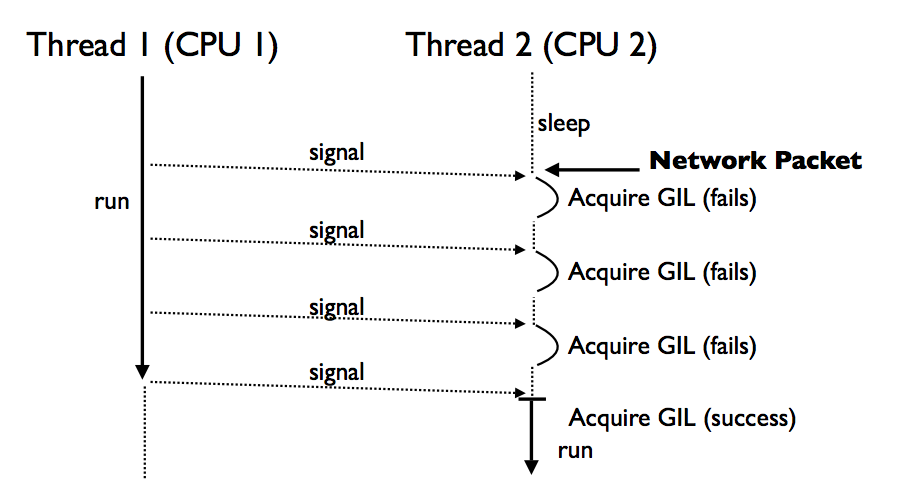 Thread 1 (CPU 1)
Thread 2 (CPU 2)
sleep
signal
Network Packet
run
Acquire GIL (fails)
signal
Acquire GIL (fails)
signal
Acquire GIL (fails)
signal
Acquire GIL (success)
run